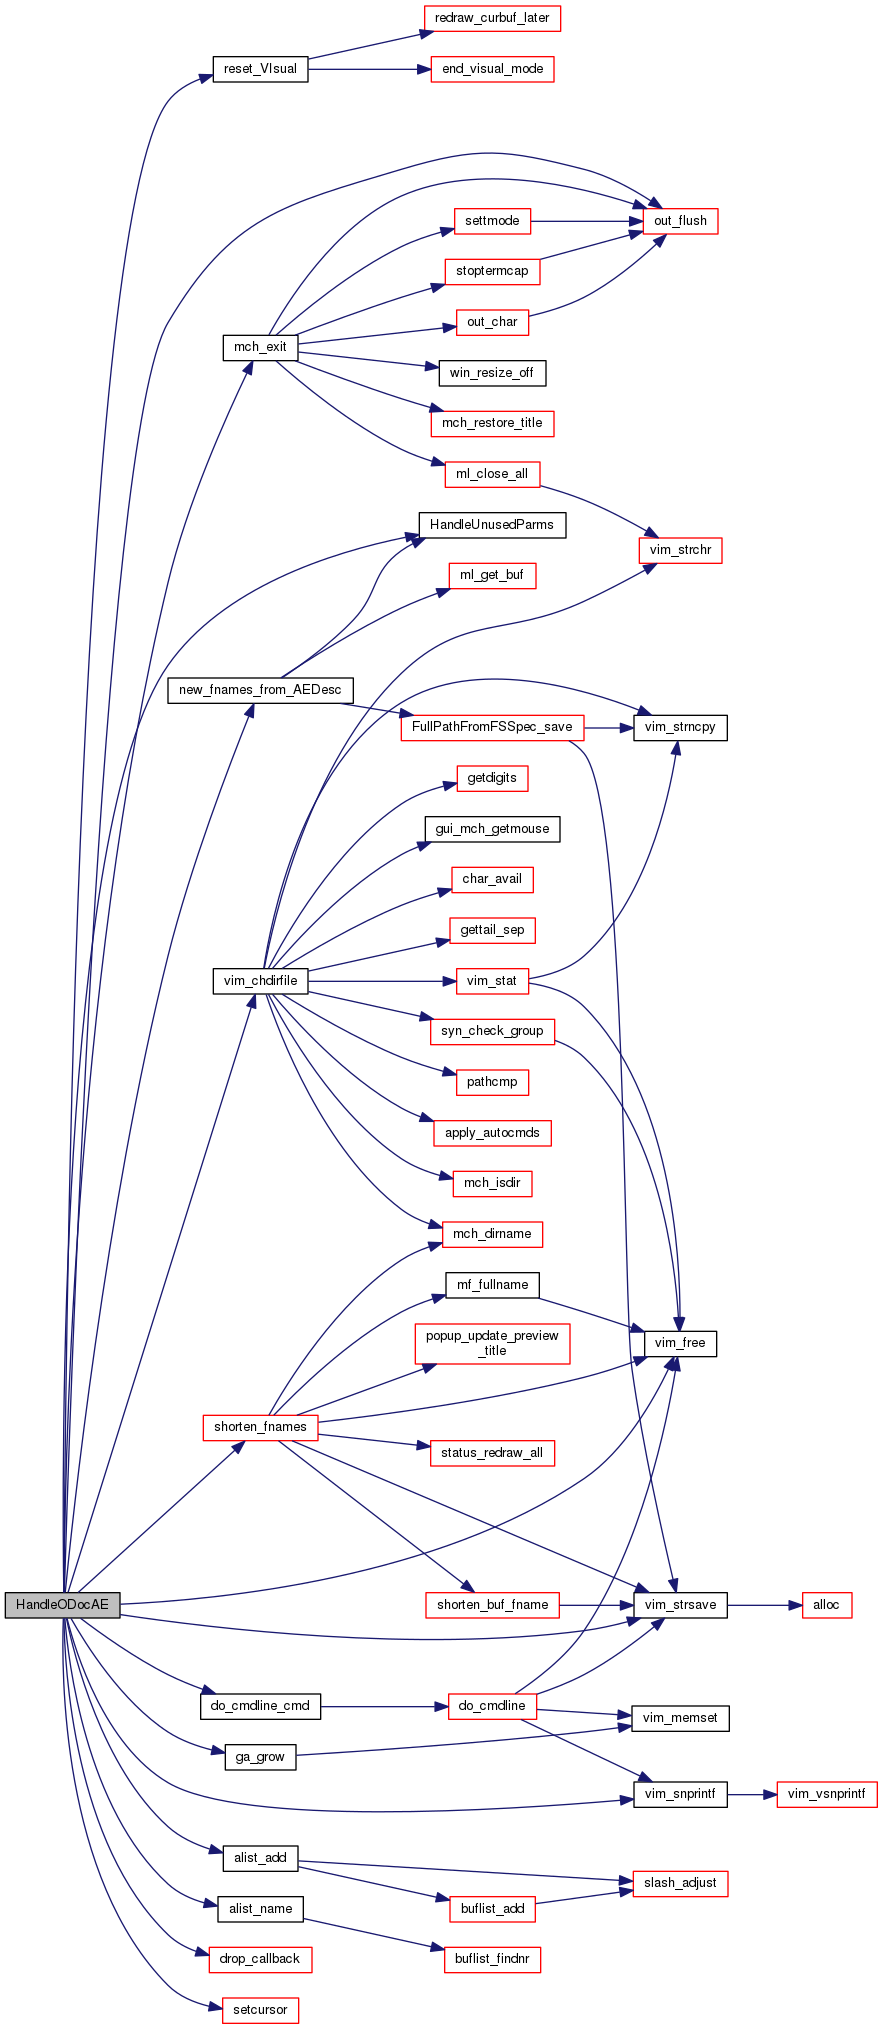 redraw_curbuf_later
reset_VIsual
end_visual_mode
out_flush
settmode
stoptermcap
out_char
mch_exit
win_resize_off
mch_restore_title
ml_close_all
HandleUnusedParms
vim_strchr
ml_get_buf
new_fnames_from_AEDesc
FullPathFromFSSpec_save
vim_strncpy
getdigits
gui_mch_getmouse
char_avail
gettail_sep
vim_chdirfile
vim_stat
syn_check_group
pathcmp
apply_autocmds
mch_isdir
mch_dirname
mf_fullname
popup_update_preview
_title
vim_free
shorten_fnames
status_redraw_all
HandleODocAE
shorten_buf_fname
vim_strsave
alloc
do_cmdline_cmd
do_cmdline
vim_memset
ga_grow
vim_snprintf
vim_vsnprintf
alist_add
slash_adjust
alist_name
buflist_add
drop_callback
buflist_findnr
setcursor